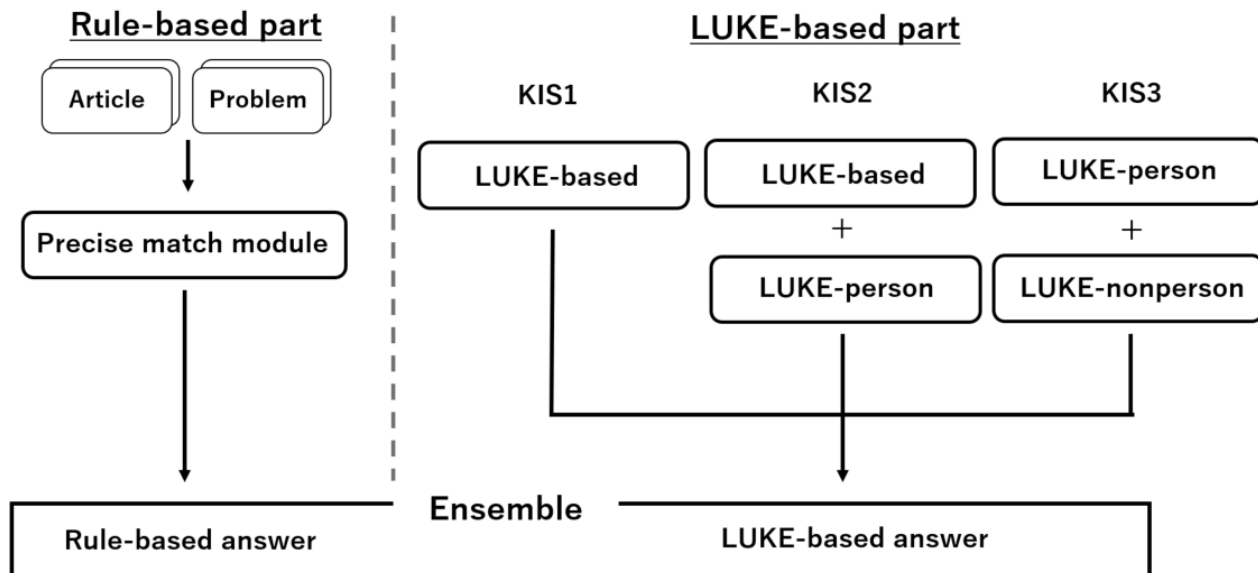 Rule-based part
Article
Problem
Precise match module
LUKE-based part
KIS1
KIS2
KIS3
LUKE-based
LUKE-based
+
LUKE-person
LUKE-person
+
LUKE-nonperson
Ensemble
Rule-based answer
LUKE-based answer